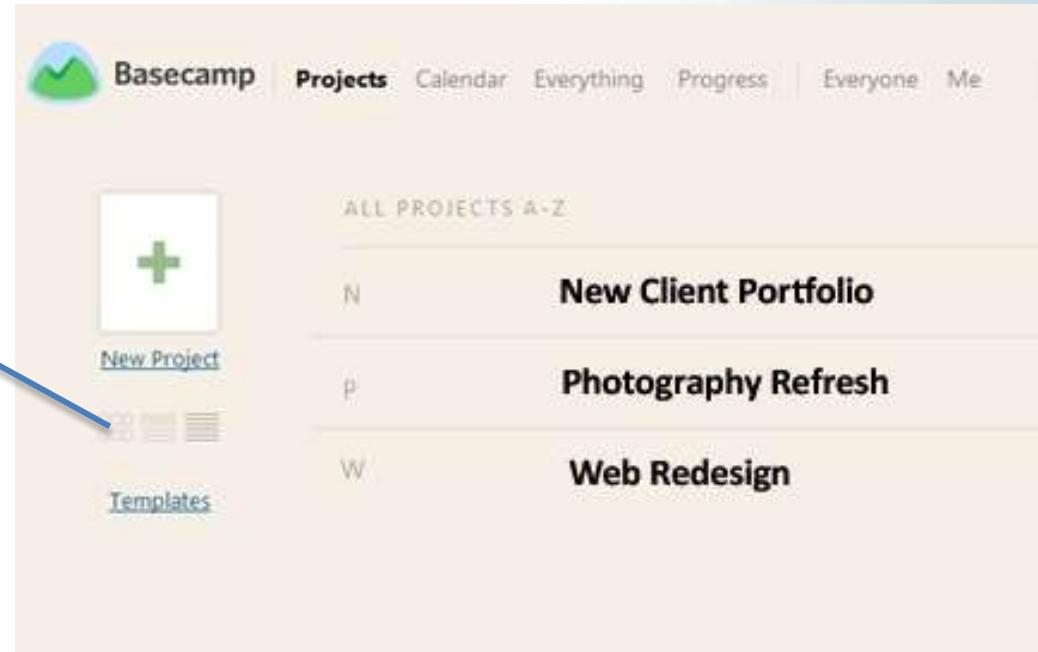 Basecamp Projects Calendar Everything Progress Everyone Me
ALL PROJECTS A-Z
N New Client Portfolio
New Project
P Photography Refresh
W Web Redesign
Templates